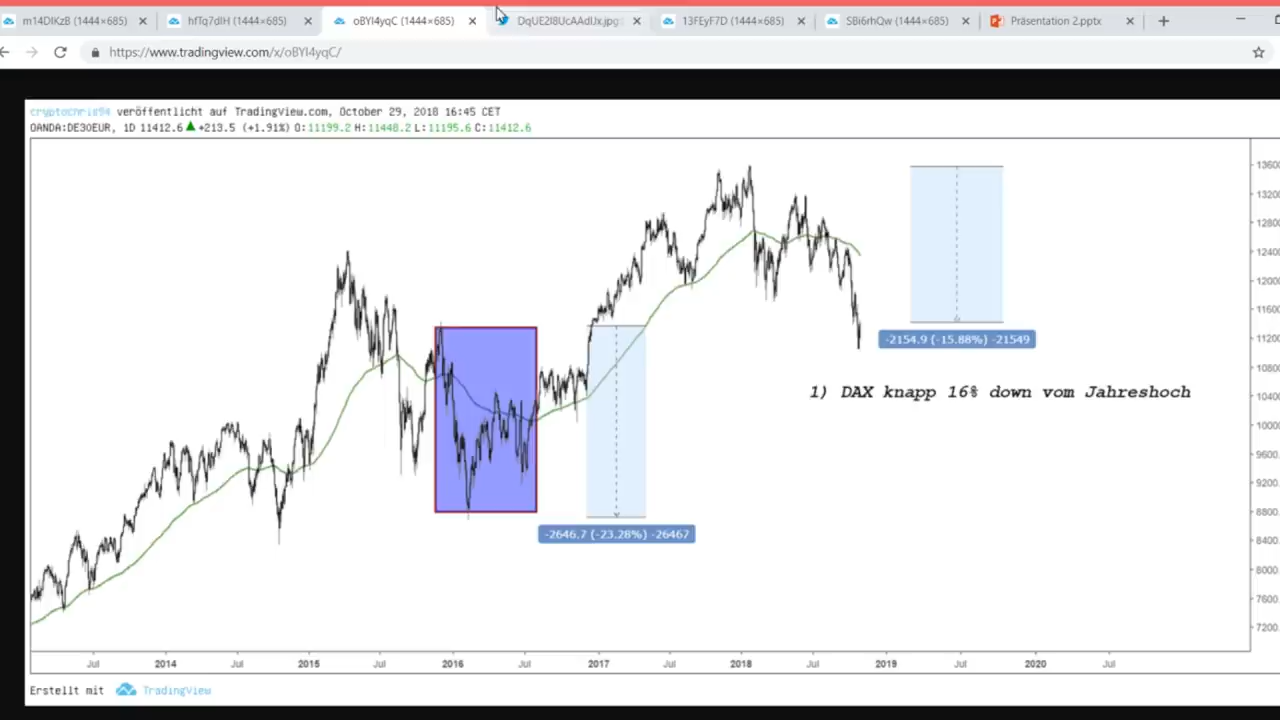 m14DIKzB (1444×685)
hfTq7dIH (1444×685)
oBYI4yqC (1444×685)
DqUE2I8UcAAdIJx.jpg
13FEyF7D (1444×685)
SBi6rhQw (1444×685)
Präsentation 2.pptx
https://www.tradingview.com/x/oBYI4yqC/
cryptochris94 veröffentlicht auf TradingView.com, October 29, 2018 16:45 CET
OANDA:DE30EUR, 1D 11412.6 ▲ +213.5 (+1.91%) O:11199.2 H:11448.2 L:11195.6 C:11412.6
13600
13200
12800
12400
12000
11600
11200
10800
10400
10000
9600.
9200.
8800.
8400.
8000.
7600.
7200.
-2154.9 (-15.88%) -21549
1) DAX knapp 16% down vom Jahreshoch
-2646.7 (-23.28%) -26467
Jul 2014 Jul 2015 Jul 2016 Jul 2017 Jul 2018 Jul 2019 Jul 2020 Jul
Erstellt mit TradingView